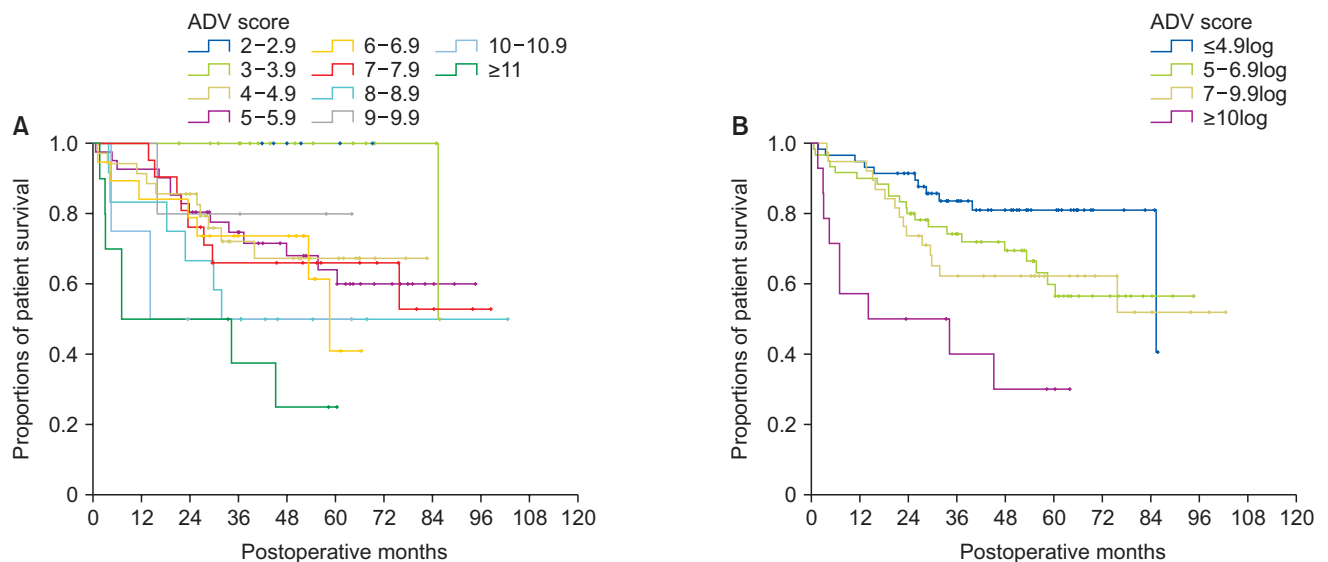 ADV score
2−2.9
3−3.9
4−4.9
5−5.9
6−6.9
7−7.9
8−8.9
9−9.9
10−10.9
≥11
A
Proportions of patient survival
1.0
0.8
0.6
0.4
0.2
0
0 12 24 36 48 60 72 84 96 108 120
Postoperative months
ADV score
≤4.9log
5−6.9log
7−9.9log
≥10log
B
Proportions of patient survival
1.0
0.8
0.6
0.4
0.2
0
0 12 24 36 48 60 72 84 96 108 120
Postoperative months